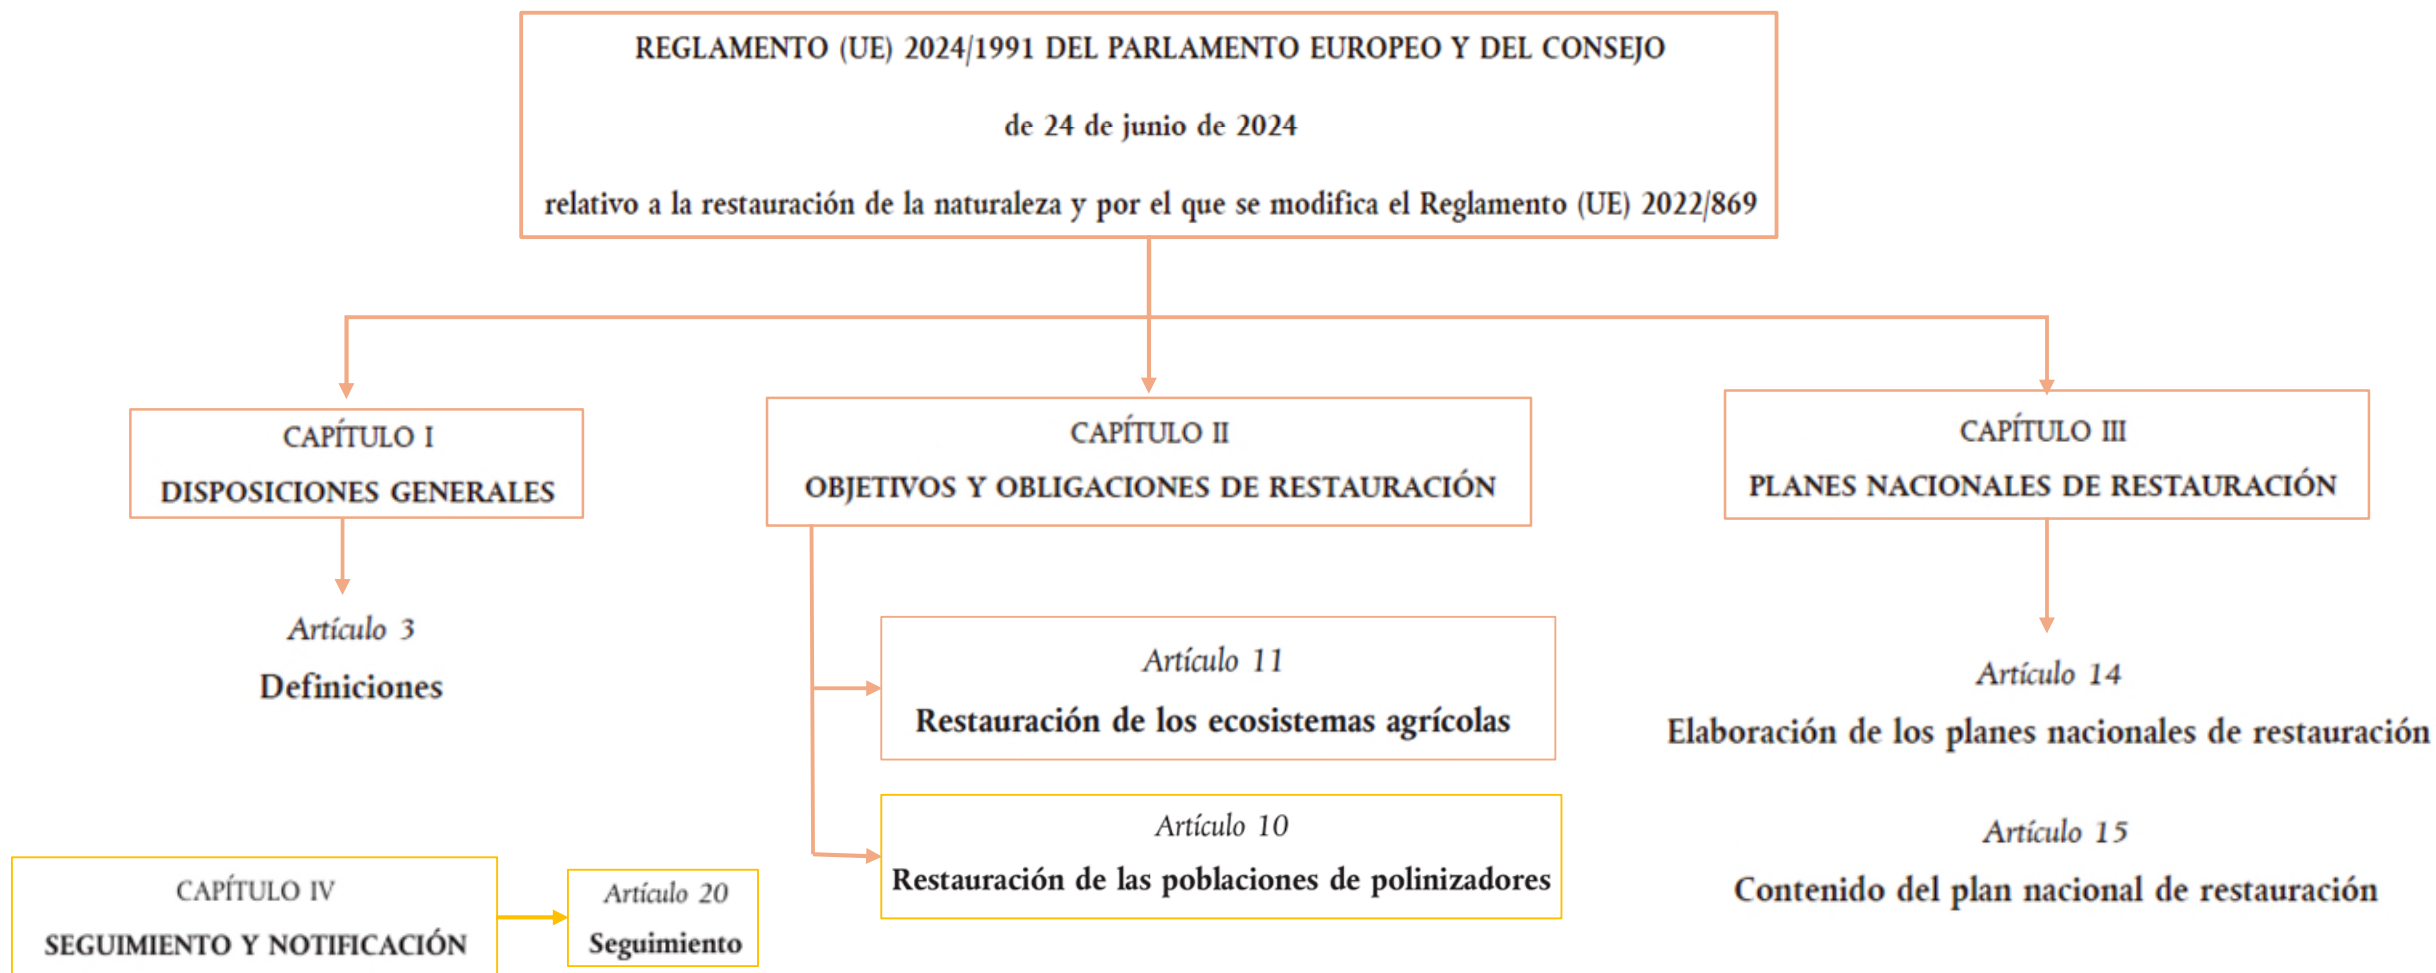 REGLAMENTO (UE) 2024/1991 DEL PARLAMENTO EUROPEO Y DEL CONSEJO
de 24 de junio de 2024
relativo a la restauración de la naturaleza y por el que se modifica el Reglamento (UE) 2022/869
CAPÍTULO I
DISPOSICIONES GENERALES
Artículo 3
Definiciones
CAPÍTULO II
OBJETIVOS Y OBLIGACIONES DE RESTAURACIÓN
Artículo 11
Restauración de los ecosistemas agrícolas
Artículo 10
Restauración de las poblaciones de polinizadores
CAPÍTULO III
PLANES NACIONALES DE RESTAURACIÓN
Artículo 14
Elaboración de los planes nacionales de restauración
Artículo 15
Contenido del plan nacional de restauración
CAPÍTULO IV
SEGUIMIENTO Y NOTIFICACIÓN
Artículo 20
Seguimiento